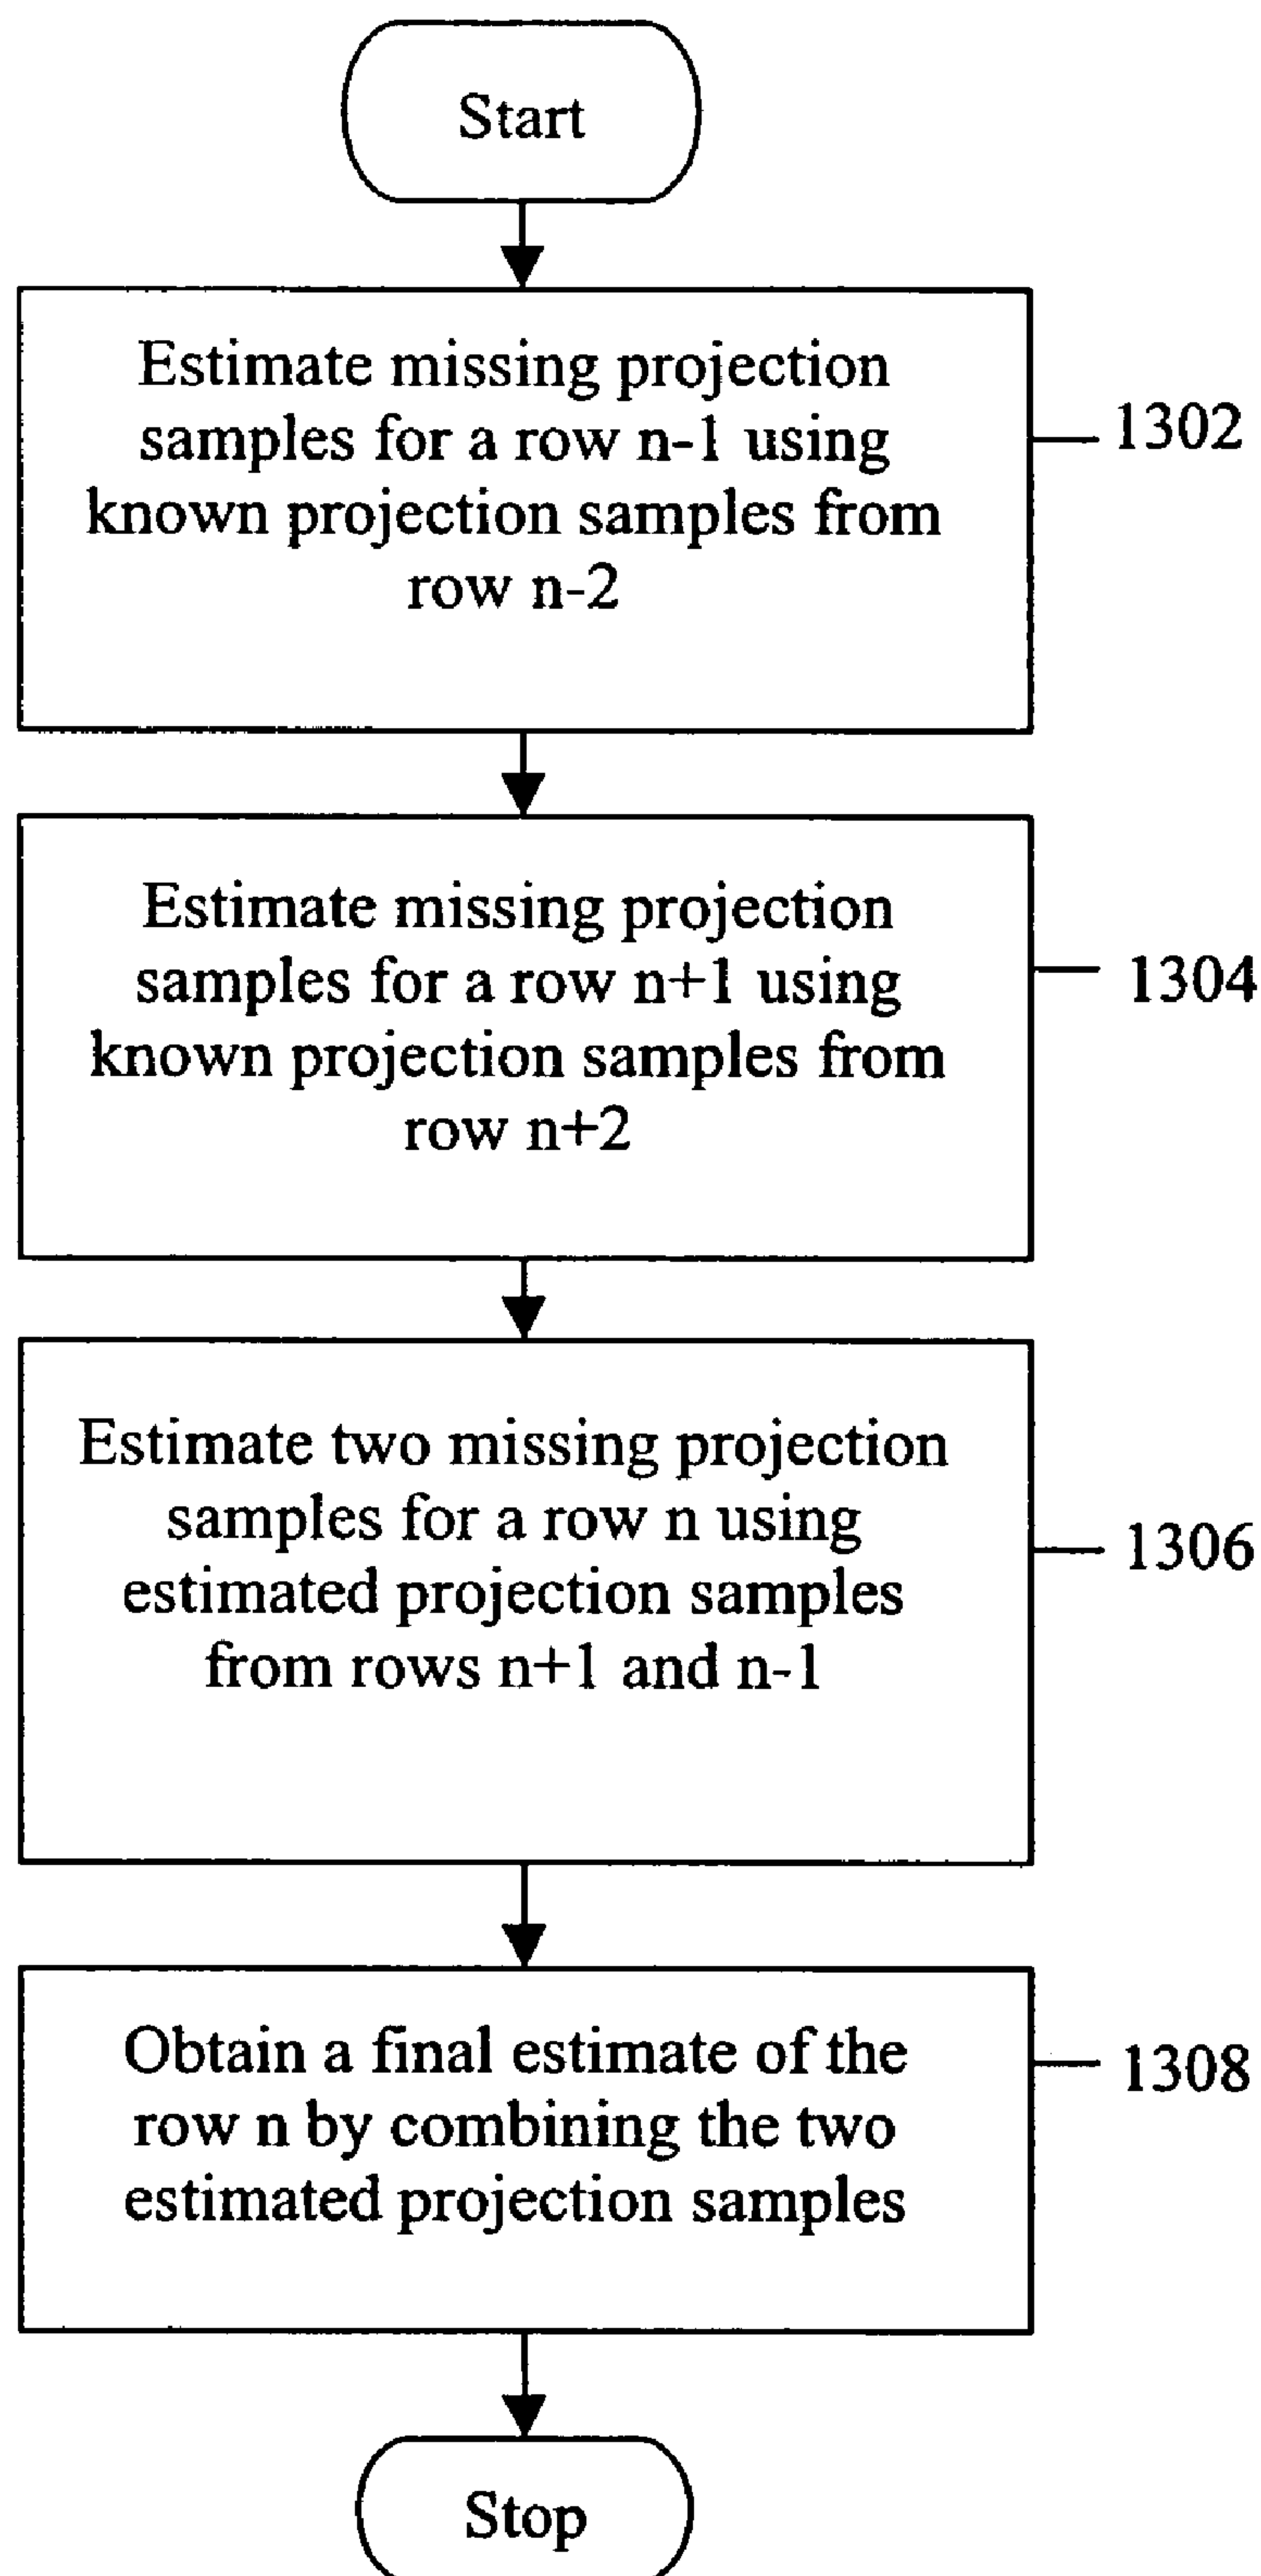 Start
Estimate missing projection
samples for a row n-1 using
known projection samples from
row n-2
1302
Estimate missing projection
samples for a row n+1 using
known projection samples from
row n+2
1304
Estimate two missing projection
samples for a row n using
estimated projection samples
from rows n+1 and n-1
1306
Obtain a final estimate of the
row n by combining the two
estimated projection samples
1308
Stop